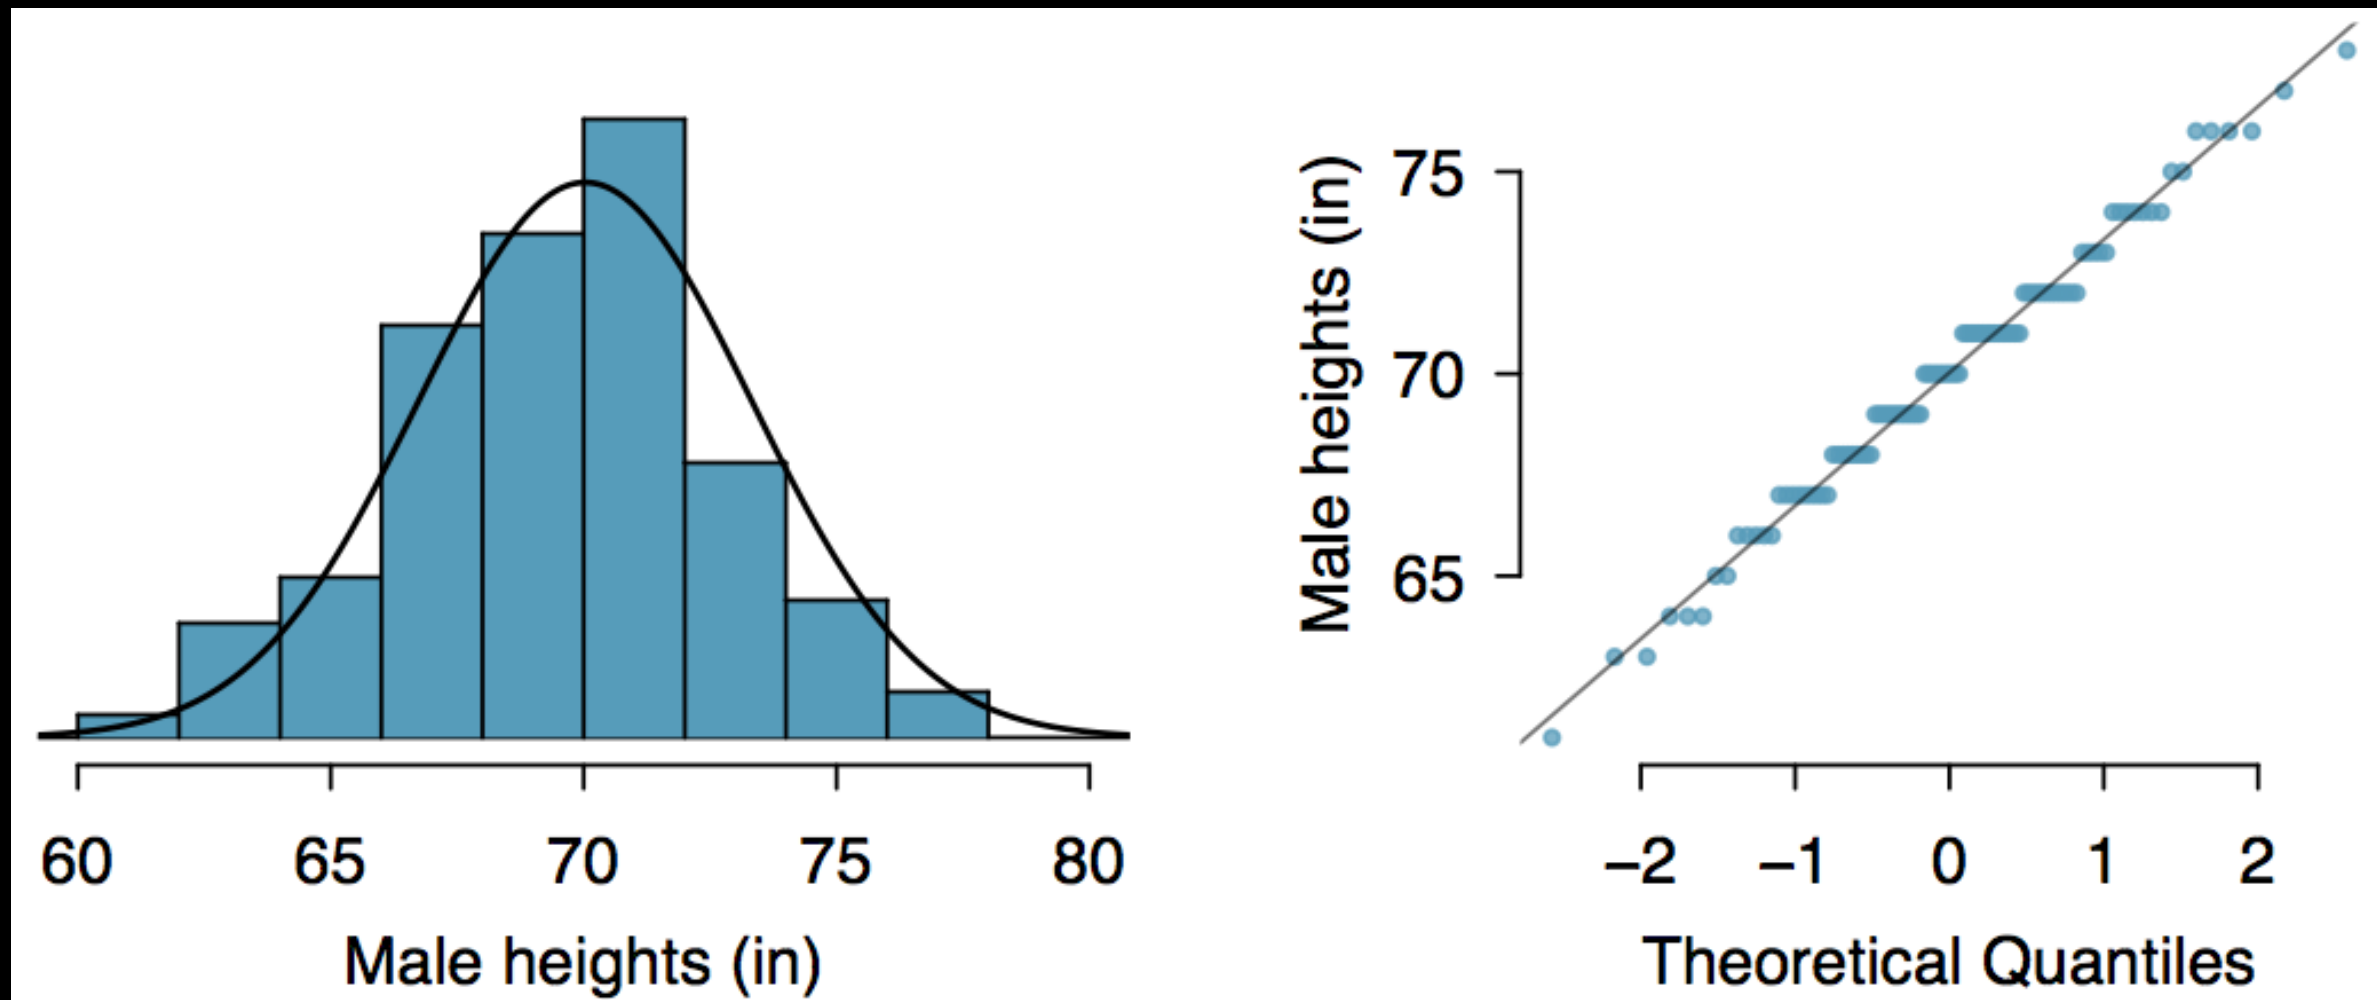 60 65 70 75 80
Male heights (in)
Male heights (in)
75
70
65
−2 −1 0 1 2
Theoretical Quantiles